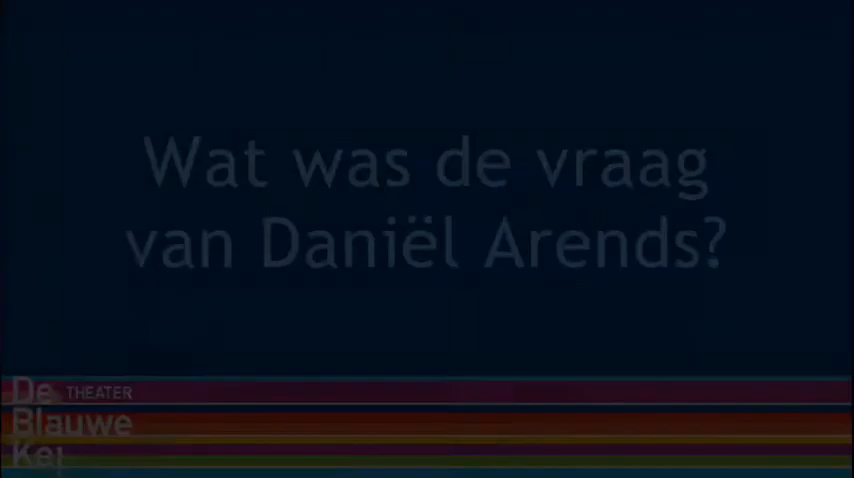 Wat was de vraag
van Daniël Arends?
De THEATER
Blauwe
Kei